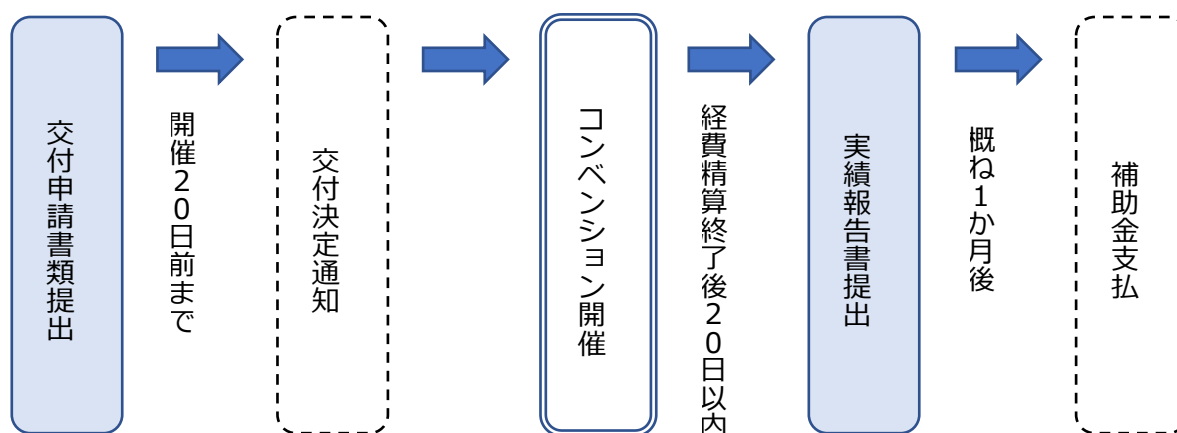 交付申請書類提出
開催20日前まで
交付決定通知
コンベンション開催
経費精算終了後20日以内
実績報告書提出
概ね1か月後
補助金支払